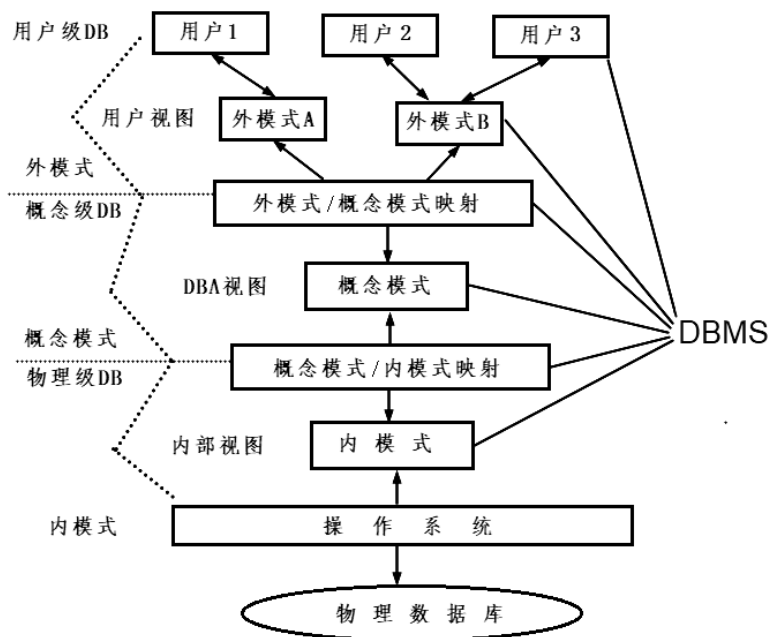 用户级DB
用户1
用户2
用户3
用户视图
外模式A
外模式B
外模式
概念级DB
外模式/概念模式映射
DBA视图
概念模式
DBMS
概念模式
物理级DB
概念模式/内模式映射
内部视图
内模式
内模式
操作系统
物理数据库